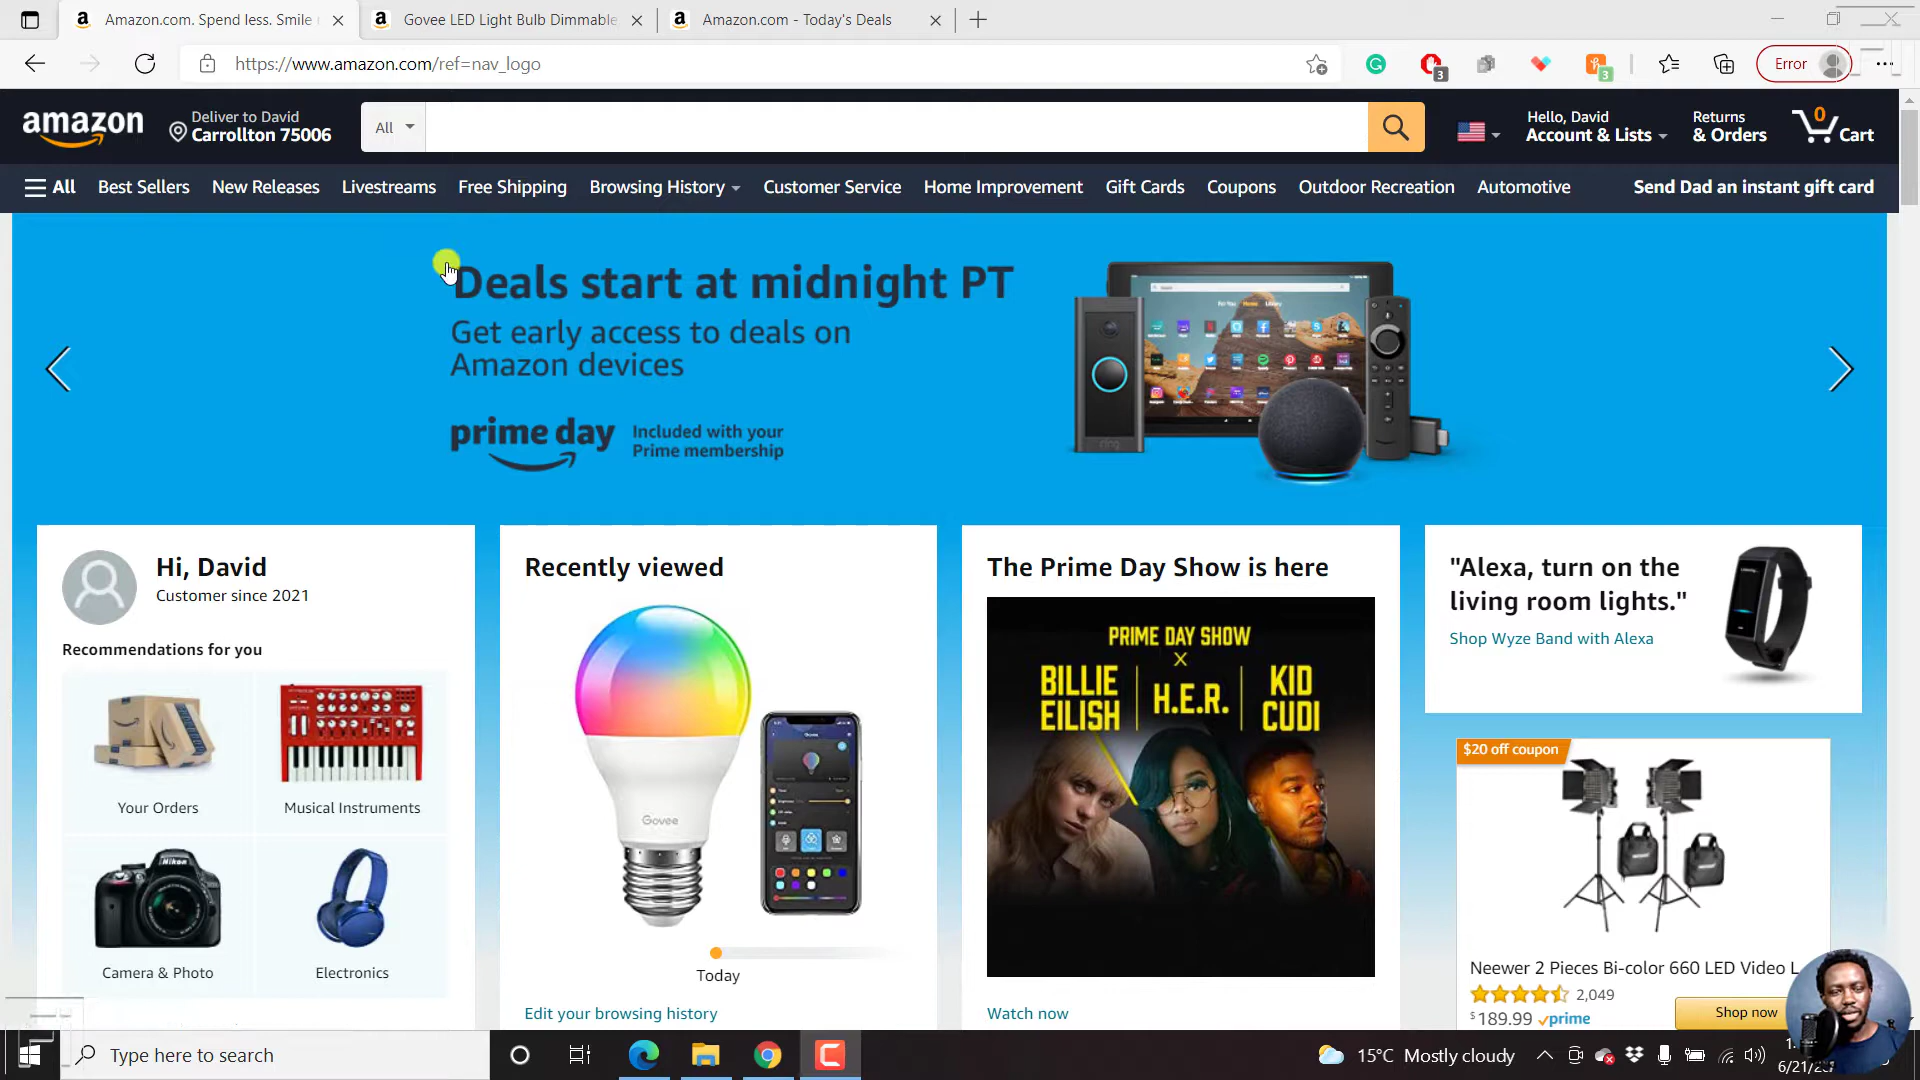 Amazon.com. Spend less. Smile
Govee LED Light Bulb Dimmable,
Amazon.com - Today's Deals
https://www.amazon.com/ref=nav_logo
3
3
Error
amazon
Deliver to David
Carrollton 75006
All
Hello, David
Account & Lists
Returns
& Orders
0
Cart
All
Best Sellers
New Releases
Livestreams
Free Shipping
Browsing History
Customer Service
Home Improvement
Gift Cards
Coupons
Outdoor Recreation
Automotive
Send Dad an instant gift card
Deals start at midnight PT
Get early access to deals on
Amazon devices
prime day
Included with your
Prime membership
ring
Hi, David
Customer since 2021
Recommendations for you
Your Orders
Musical Instruments
Nikon
Camera & Photo
Electronics
Recently viewed
Govee
Today
Edit your browsing history
The Prime Day Show is here
PRIME DAY SHOW
X
BILLIE
EILISH
H.E.R.
KID
CUDI
Watch now
"Alexa, turn on the
living room lights."
Shop Wyze Band with Alexa
$20 off coupon
NEEWER
Neewer 2 Pieces Bi-color 660 LED Video L
2,049
$189.99 prime
Shop now
Type here to search
15°C Mostly cloudy